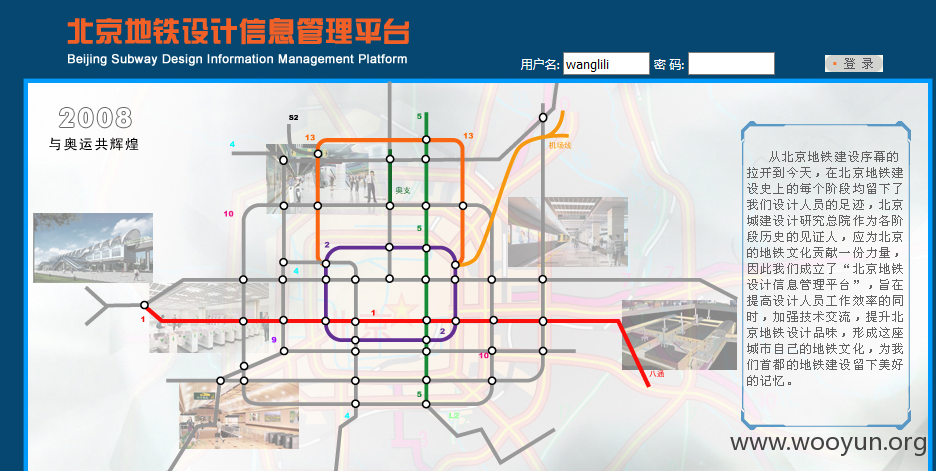 北京地铁设计信息管理平台
Beijing Subway Design Information Management Platform
用户名: wanglili 密 码: 登 录
2008
与奥运共辉煌
S2
5
13
13
4
机场线
奥支
10
5
2
4
1
1
2
9
10
八通
5
4
L2
从北京地铁建设序幕的
拉开到今天，在北京地铁建
设史上的每个阶段均留下了
我们设计人员的足迹，北京
城建设计研究总院作为各阶
段历史的见证人，应为北京
的地铁文化贡献一份力量，
因此我们成立了“北京地铁
设计信息管理平台”，旨在
提高设计人员工作效率的同
时，加强技术交流，提升北
京地铁设计品味，形成这座
城市自己的地铁文化，为我
们首都的地铁建设留下美好
的记忆。
www.wooyun.org